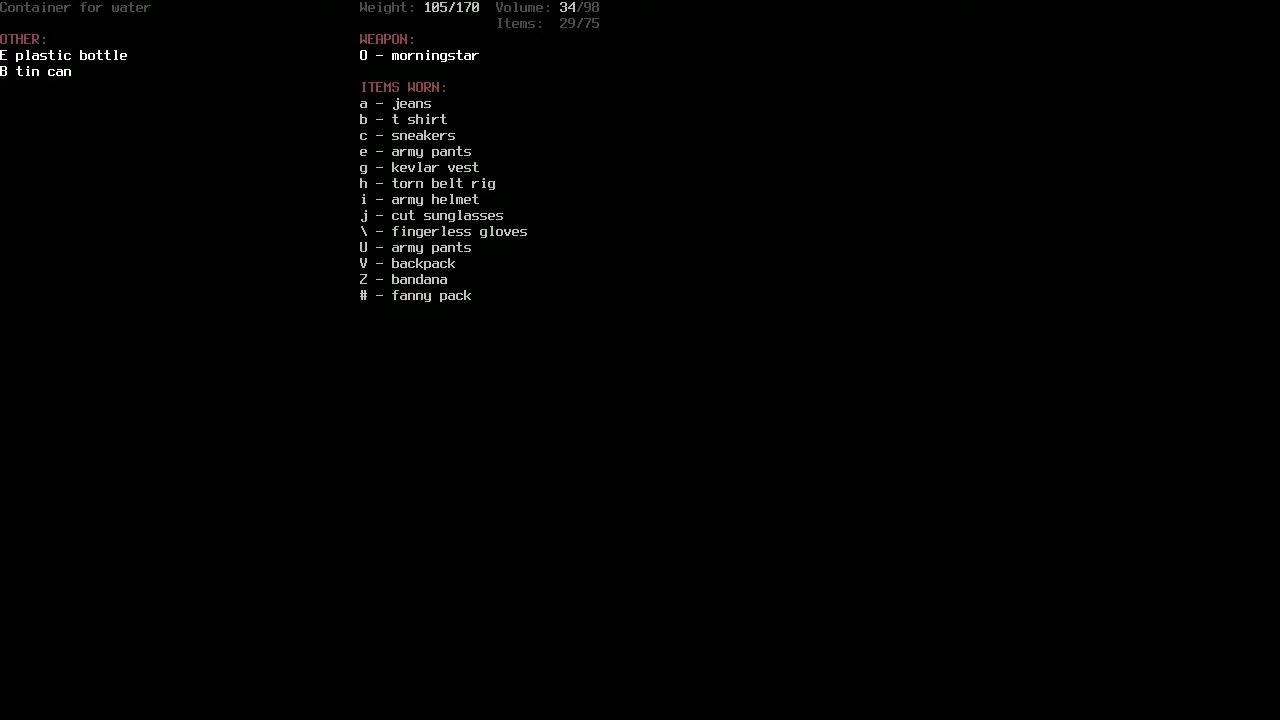 Container for water Weight: 105/170 Volume: 34/98
Items: 29/75
OTHER: WEAPON:
E plastic bottle O - morningstar
B tin can
ITEMS WORN:
a - jeans
b - t shirt
c - sneakers
e - army pants
g - kevlar vest
h - torn belt rig
i - army helmet
j - cut sunglasses
\ - fingerless gloves
U - army pants
V - backpack
Z - bandana
# - fanny pack